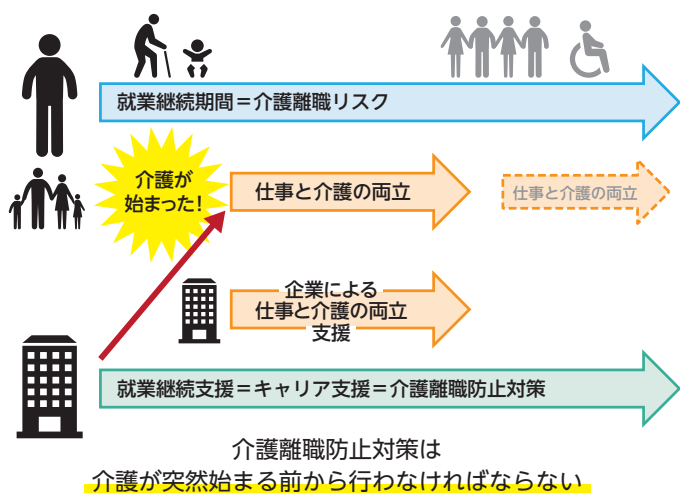 就業継続期間＝介護離職リスク
介護が
始まった！
仕事と介護の両立
仕事と介護の両立
企業による
仕事と介護の両立
支援
就業継続支援＝キャリア支援＝介護離職防止対策
介護離職防止対策は
介護が突然始まる前から行わなければならない